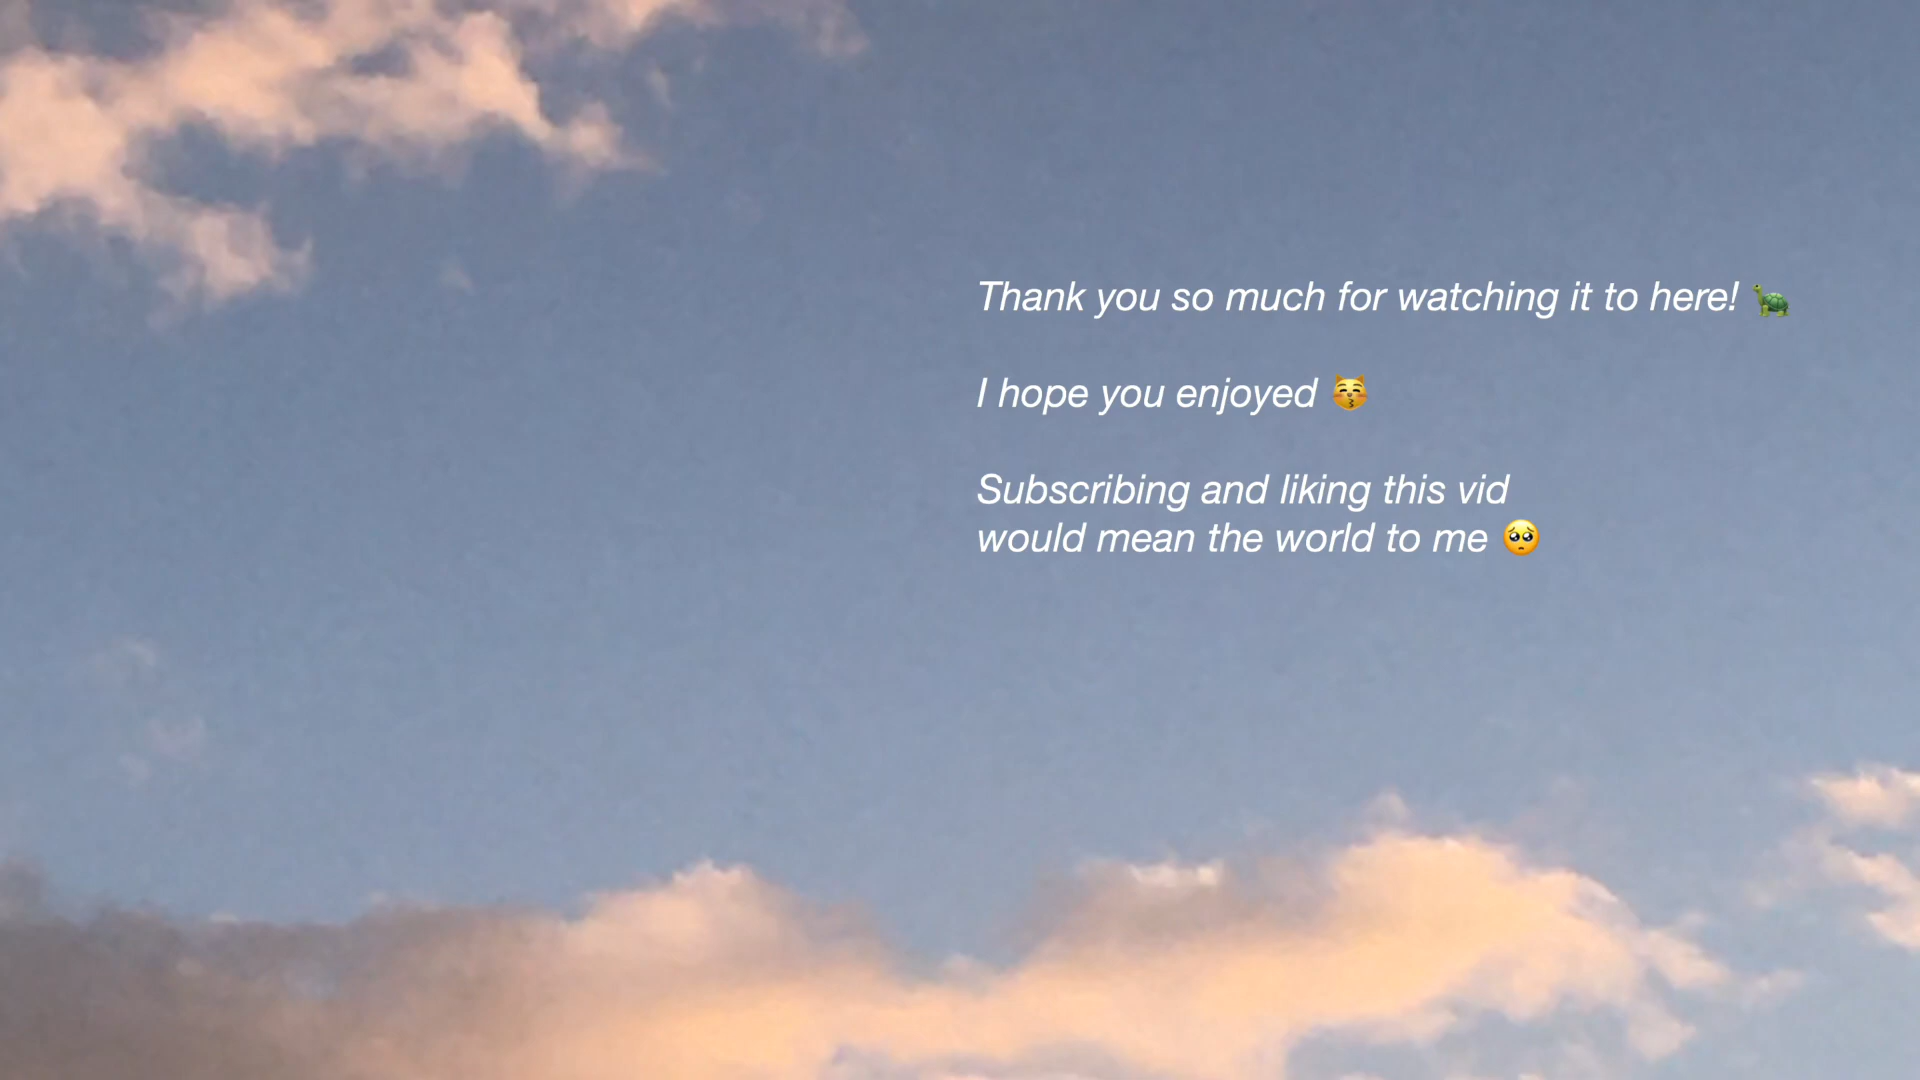 Thank you so much for watching it to here! 🐢
I hope you enjoyed 😽
Subscribing and liking this vid
would mean the world to me 🥺